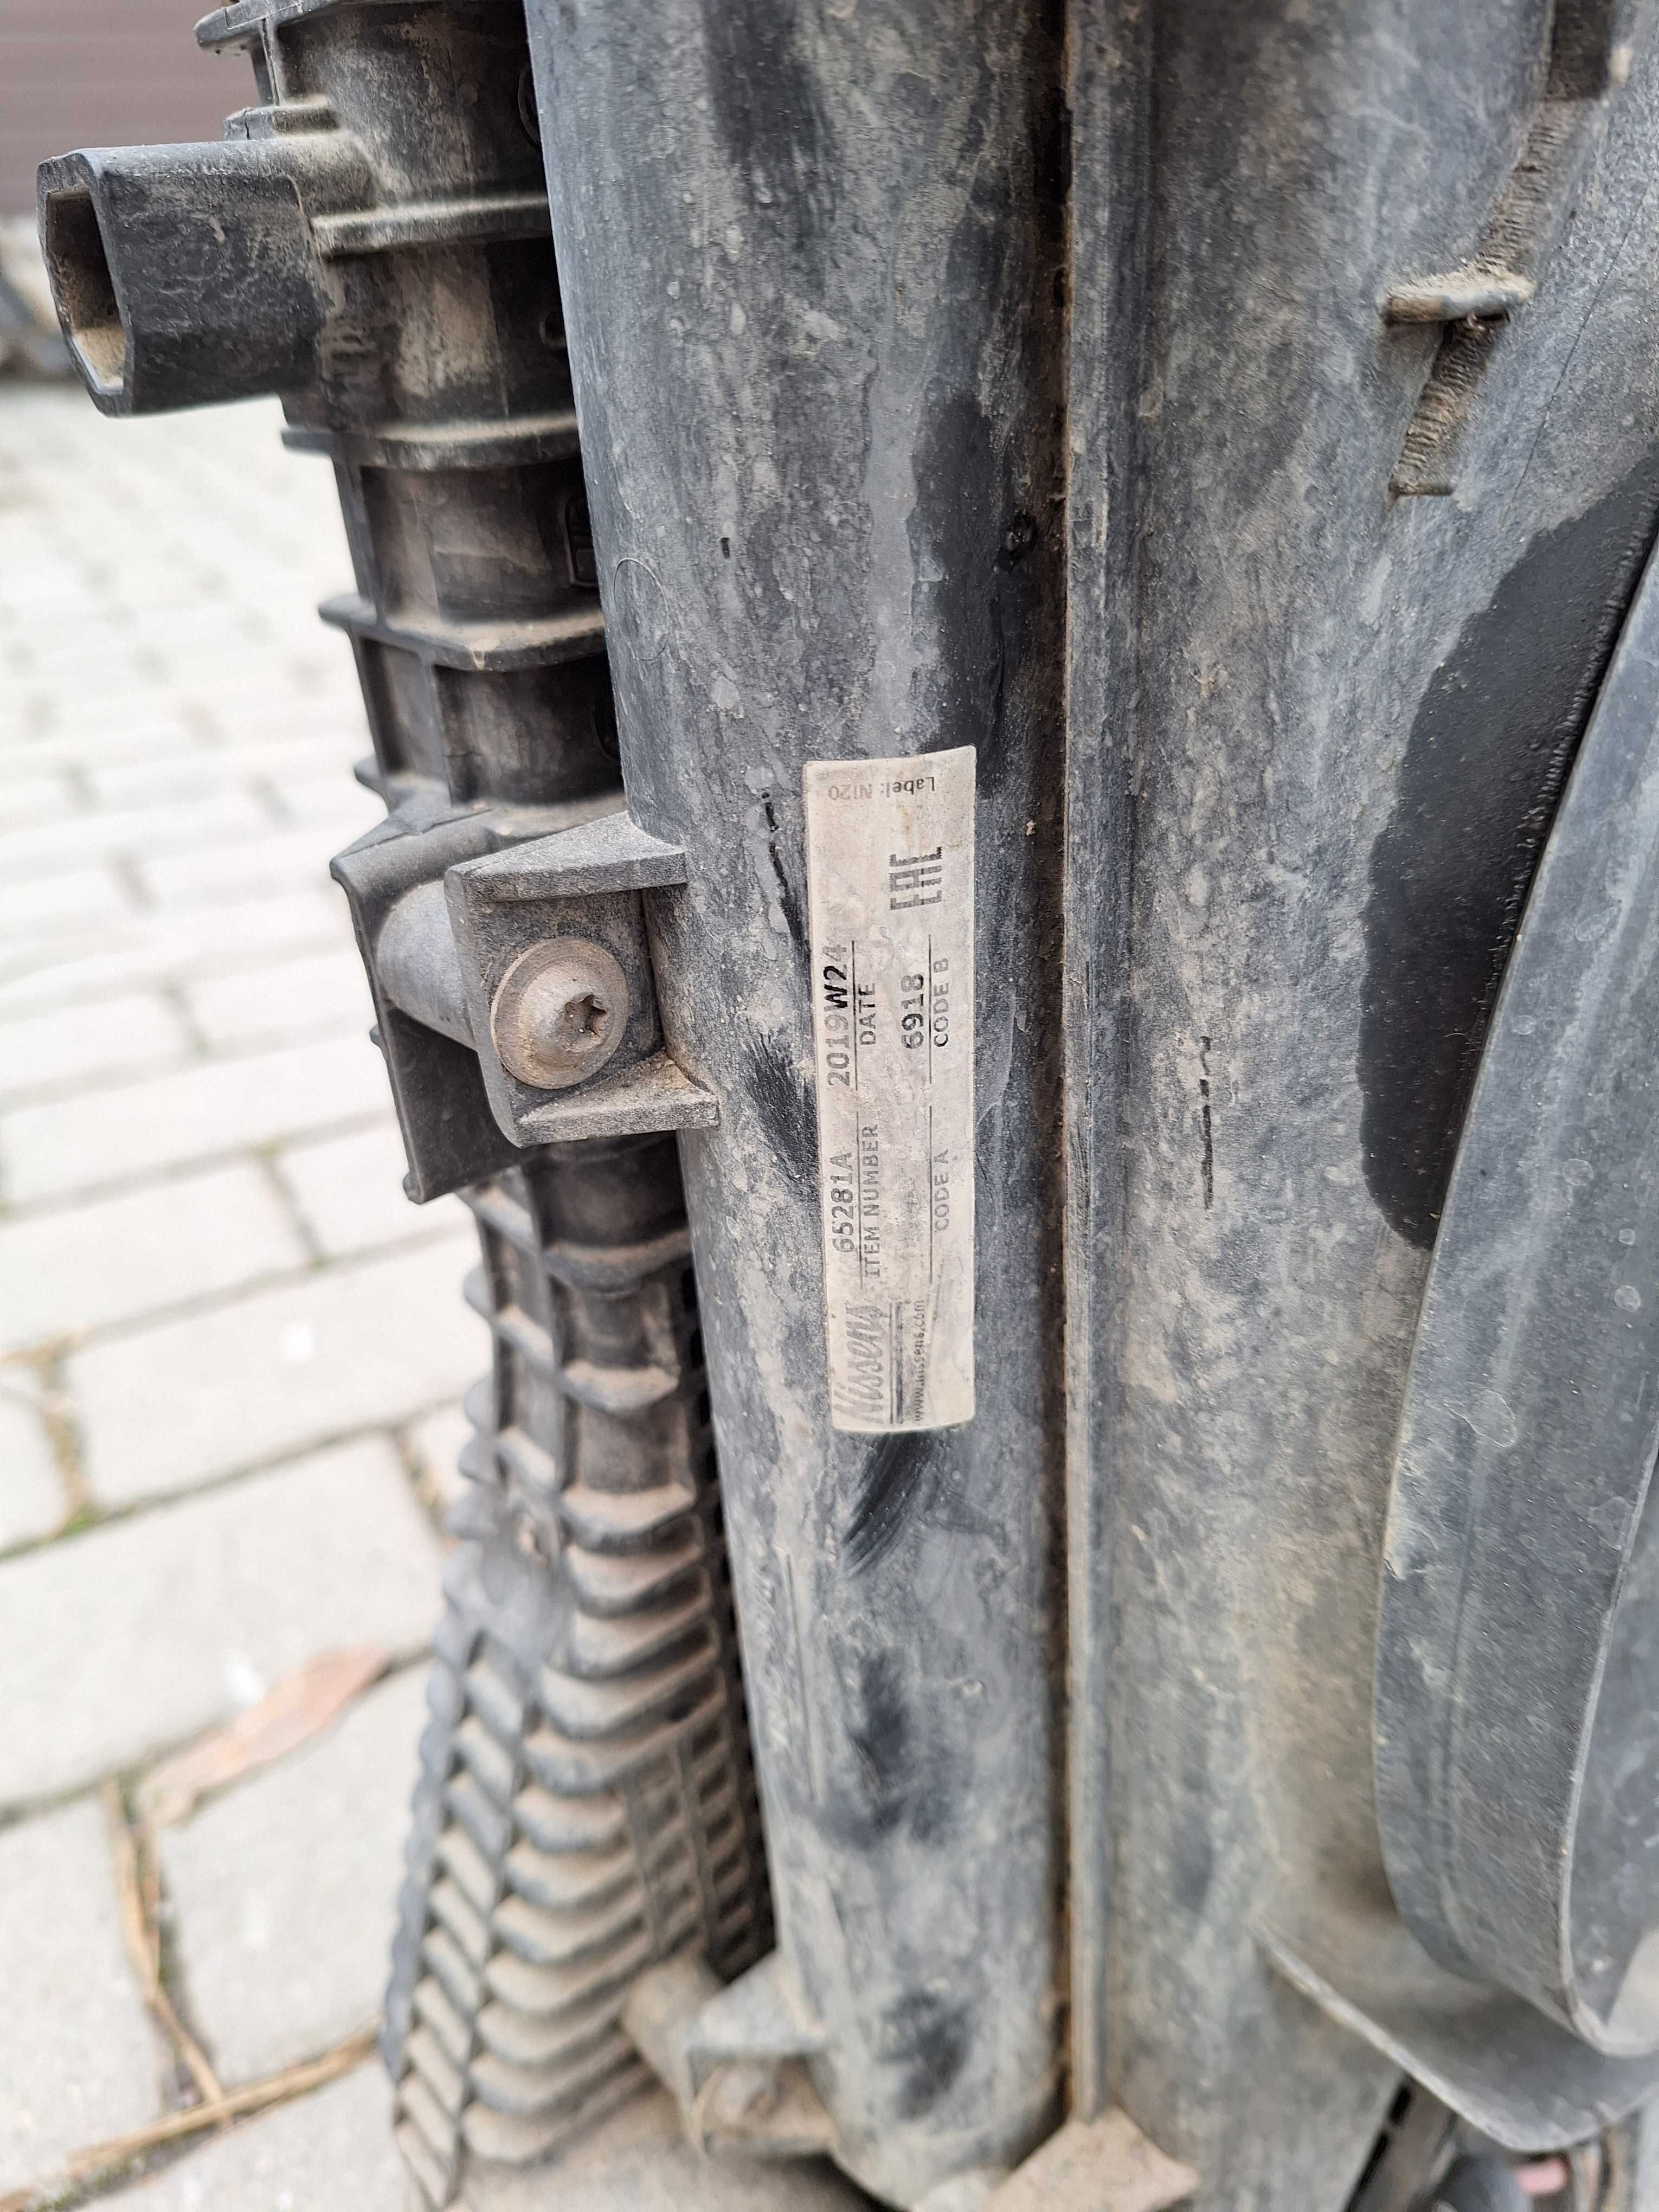 Nissens
www.nissens.com
65281A 2019W24
ITEM NUMBER DATE
6918
CODE A CODE B
EAC
Label: NI20